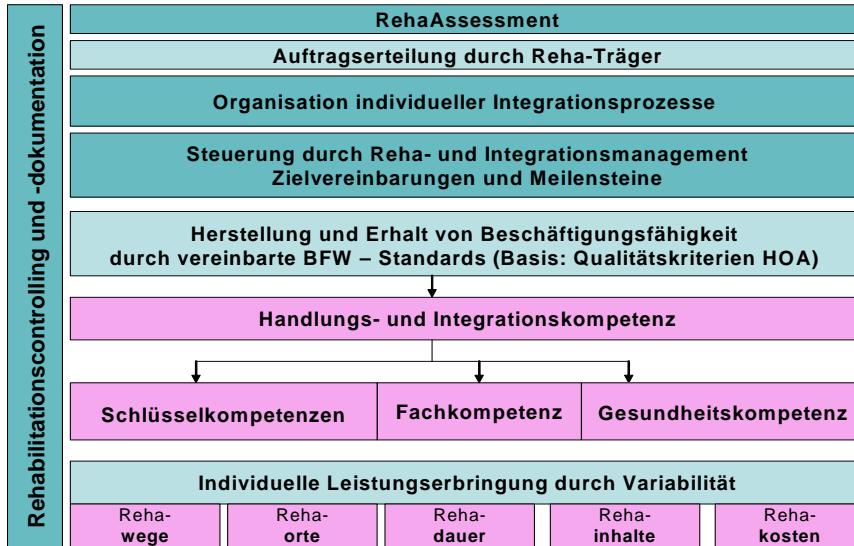 Rehabilitationscontrolling und -dokumentation
RehaAssessment
Auftragserteilung durch Reha-Träger
Organisation individueller Integrationsprozesse
Steuerung durch Reha- und Integrationsmanagement
Zielvereinbarungen und Meilensteine
Herstellung und Erhalt von Beschäftigungsfähigkeit
durch vereinbarte BFW – Standards (Basis: Qualitätskriterien HOA)
Handlungs- und Integrationskompetenz
Schlüsselkompetenzen
Fachkompetenz
Gesundheitskompetenz
Individuelle Leistungserbringung durch Variabilität
Reha-
wege
Reha-
orte
Reha-
dauer
Reha-
inhalte
Reha-
kosten